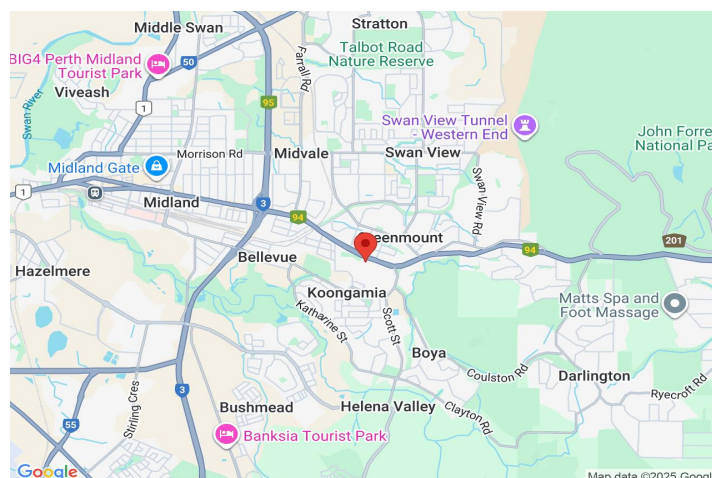 Stratton
Middle Swan
BIG4 Perth Midland
Tourist Park
50
Farrall Rd
Talbot Road
Nature Reserve
Viveash
Swan River
1
95
Swan View Tunnel
- Western End
John Forre
National Pa
Morrison Rd
Midvale
Swan View
Midland Gate
Swan View Rd
1
Midland
3
94
Greenmount
94
201
Bellevue
Hazelmere
Koongamia
Matts Spa and
Foot Massage
Katharine St
Scott St
Boya
Coulston Rd
Darlington
3
Ryecroft Rd
Stirling Cres
Bushmead
Helena Valley
Clayton Rd
55
Banksia Tourist Park
Google
Map data ©2025 Google